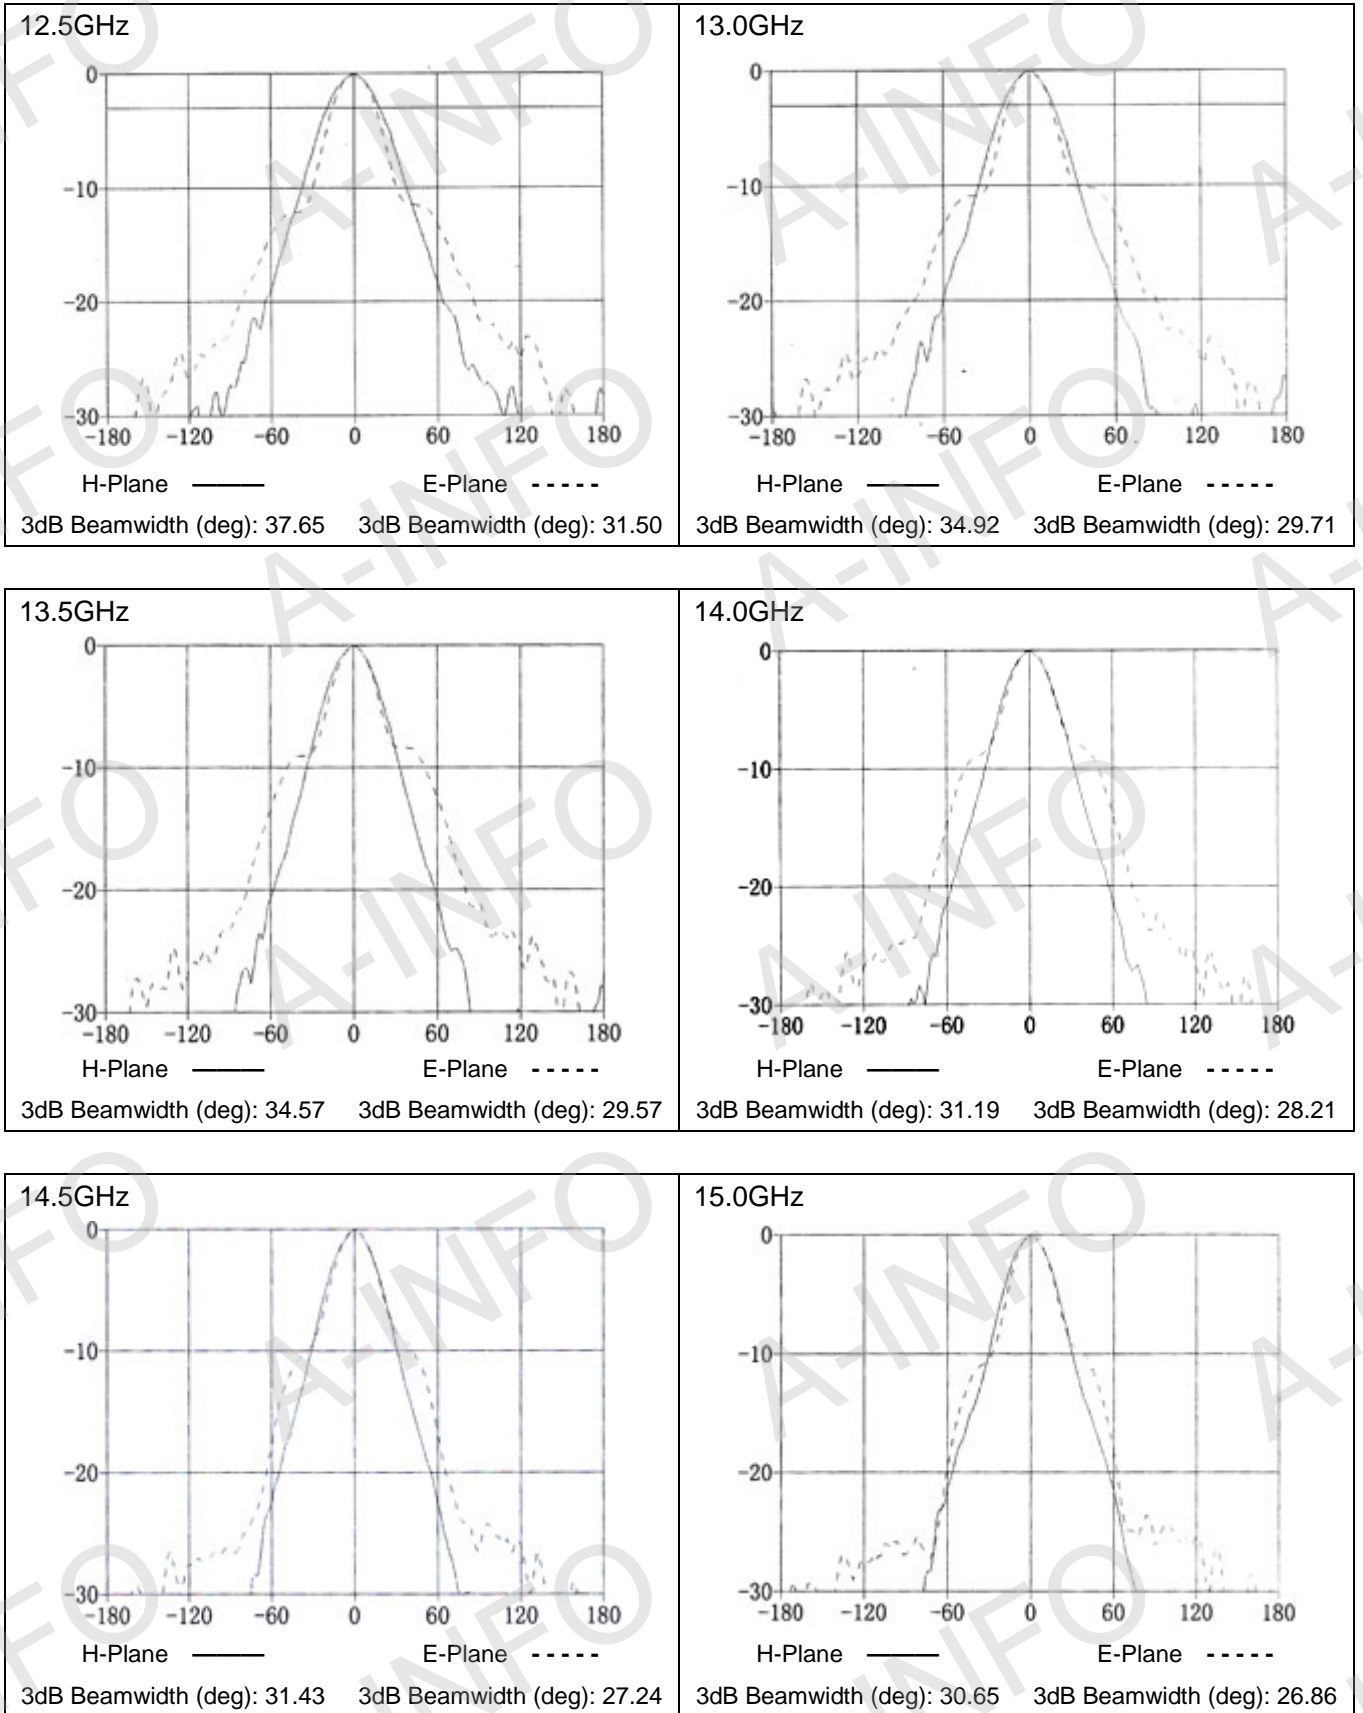 12.5GHz
0
-10
-20
-30
-180 -120 -60 0 60 120 180
H-Plane E-Plane
3dB Beamwidth (deg): 37.65 3dB Beamwidth (deg): 31.50
13.0GHz
0
-10
-20
-30
-180 -120 -60 0 60 120 180
H-Plane E-Plane
3dB Beamwidth (deg): 34.92 3dB Beamwidth (deg): 29.71
13.5GHz
0
-10
-20
-30
-180 -120 -60 0 60 120 180
H-Plane E-Plane
3dB Beamwidth (deg): 34.57 3dB Beamwidth (deg): 29.57
14.0GHz
0
-10
-20
-30
-180 -120 -60 0 60 120 180
H-Plane E-Plane
3dB Beamwidth (deg): 31.19 3dB Beamwidth (deg): 28.21
14.5GHz
0
-10
-20
-30
-180 -120 -60 0 60 120 180
H-Plane E-Plane
3dB Beamwidth (deg): 31.43 3dB Beamwidth (deg): 27.24
15.0GHz
0
-10
-20
-30
-180 -120 -60 0 60 120 180
H-Plane E-Plane
3dB Beamwidth (deg): 30.65 3dB Beamwidth (deg): 26.86
A-INFO